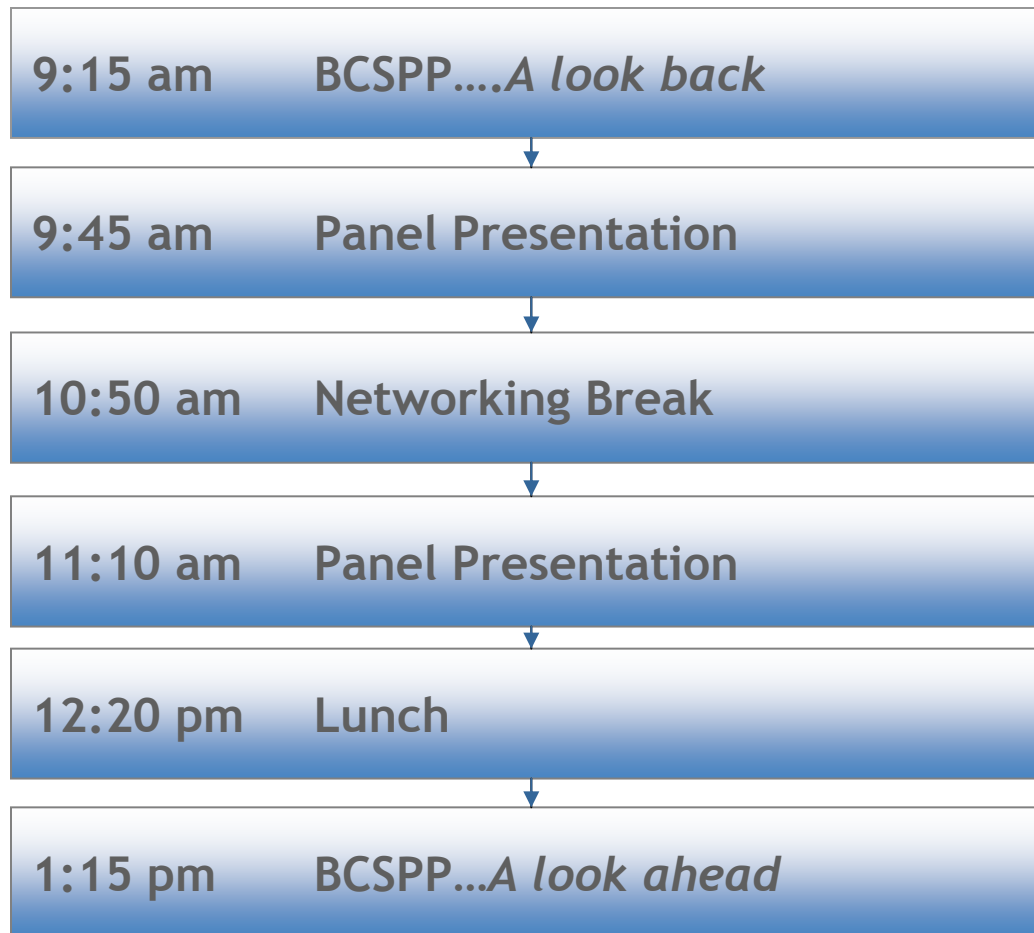 9:15 am BCSPP….A look back
9:45 am Panel Presentation
10:50 am Networking Break
11:10 am Panel Presentation
12:20 pm Lunch
1:15 pm BCSPP…A look ahead